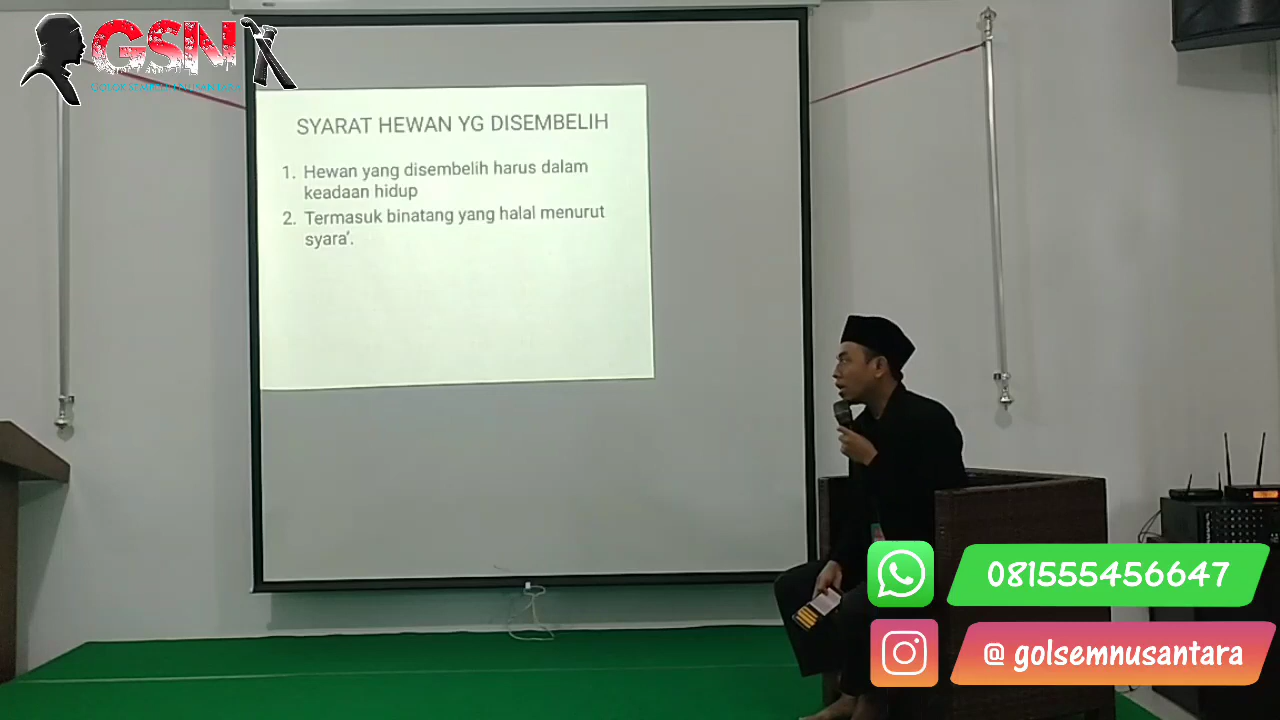 GSN
SYARAT HEWAN YG DISEMBELIH
1. Hewan yang disembelih harus dalam
keadaan hidup
2. Termasuk binatang yang halal menurut
syara'.
081555456647
@ golsemnusantara